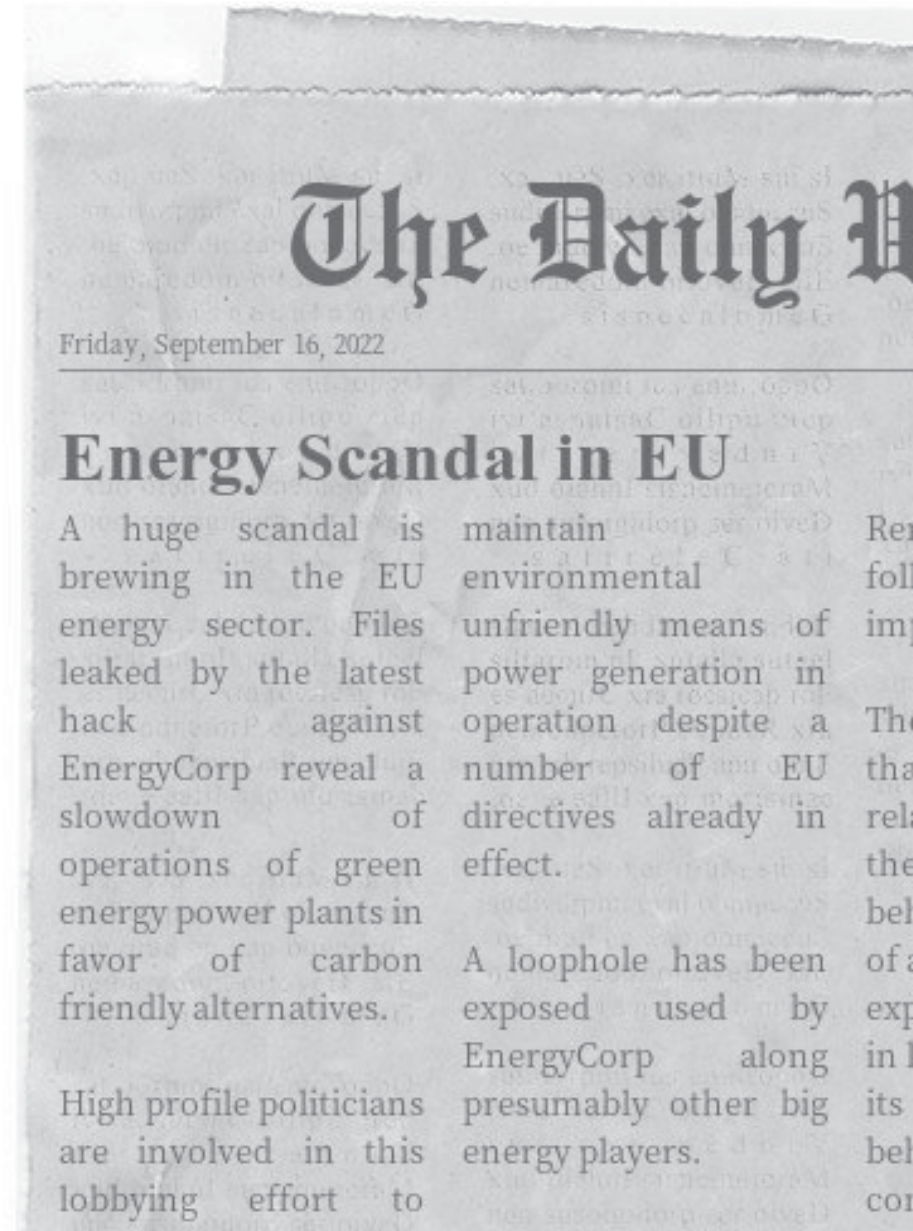 The Daily
Friday, September 16, 2022
Energy Scandal in EU
A huge scandal is
brewing in the EU
energy sector. Files
leaked by the latest
hack against
EnergyCorp reveal a
slowdown of
operations of green
energy power plants in
favor of carbon
friendly alternatives.
High profile politicians
are involved in this
lobbying effort to
maintain
environmental
unfriendly means of
power generation in
operation despite a
number of EU
directives already in
effect.
A loophole has been
exposed used by
EnergyCorp along
presumably other big
energy players.
The
in
its